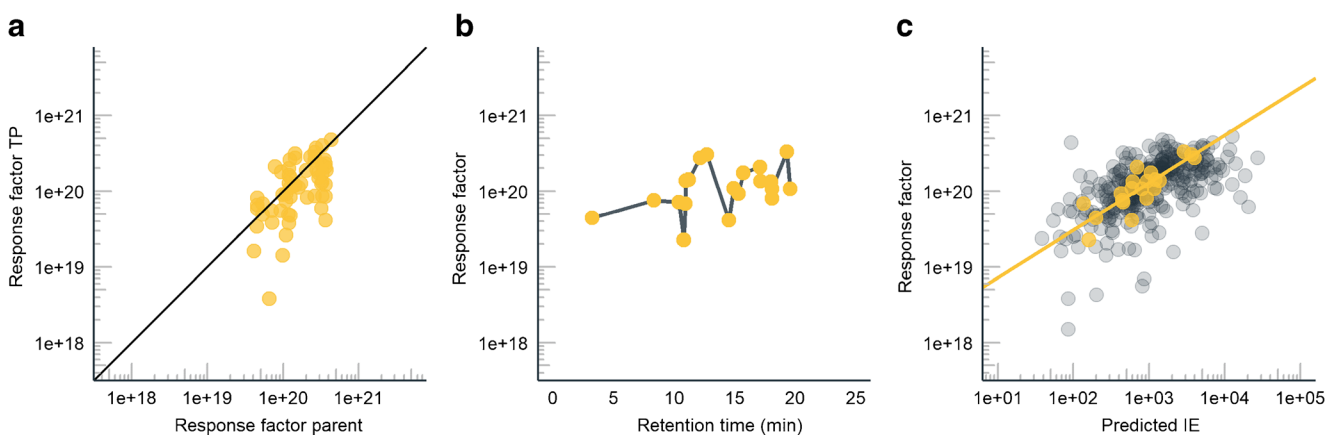 a
Response factor TP
1e+21
1e+20
1e+19
1e+18
1e+18 1e+19 1e+20 1e+21
Response factor parent
b
Response factor
1e+21
1e+20
1e+19
1e+18
0 5 10 15 20 25
Retention time (min)
c
Response factor
1e+21
1e+20
1e+19
1e+18
1e+01 1e+02 1e+03 1e+04 1e+05
Predicted IE